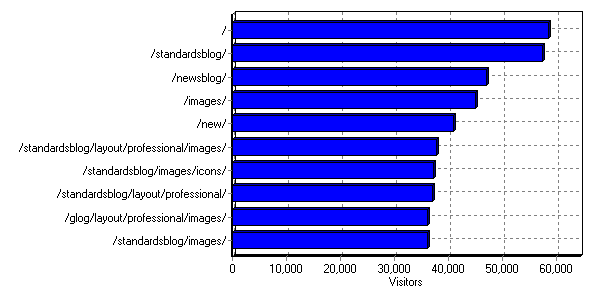 /
/standardsblog/
/newsblog/
/images/
/new/
/standardsblog/layout/professional/images/
/standardsblog/images/icons/
/standardsblog/layout/professional/
/glog/layout/professional/images/
/standardsblog/images/
0 10,000 20,000 30,000 40,000 50,000 60,000
Visitors